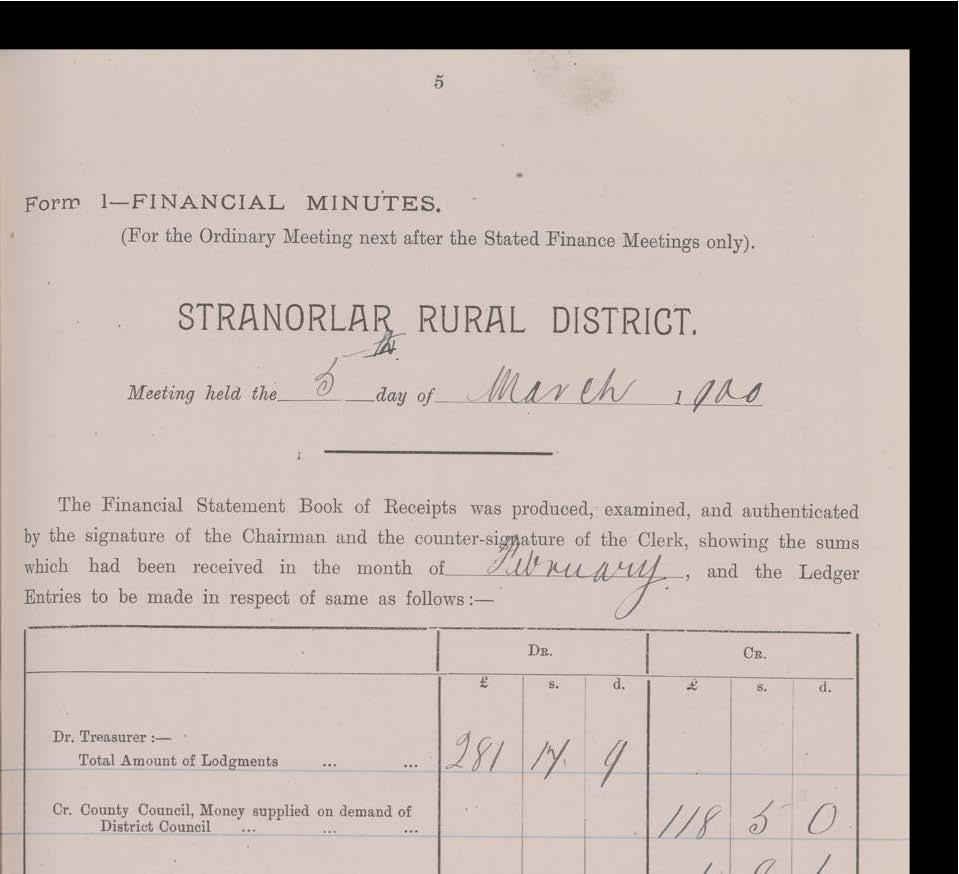 5
Form 1—FINANCIAL MINUTES.
(For the Ordinary Meeting next after the Stated Finance Meetings only).
STRANORLAR RURAL DISTRICT.
Meeting held the 5th day of March 1900
The Financial Statement Book of Receipts was produced, examined, and authenticated
by the signature of the Chairman and the counter-signature of the Clerk, showing the sums
which had been received in the month of February, and the Ledger
Entries to be made in respect of same as follows:—
DR. CR.
£ s. d. £ s. d.
Dr. Treasurer:—
Total Amount of Lodgments ... ... 281 14 9
Cr. County Council, Money supplied on demand of
District Council ... ... ... 118 5 0